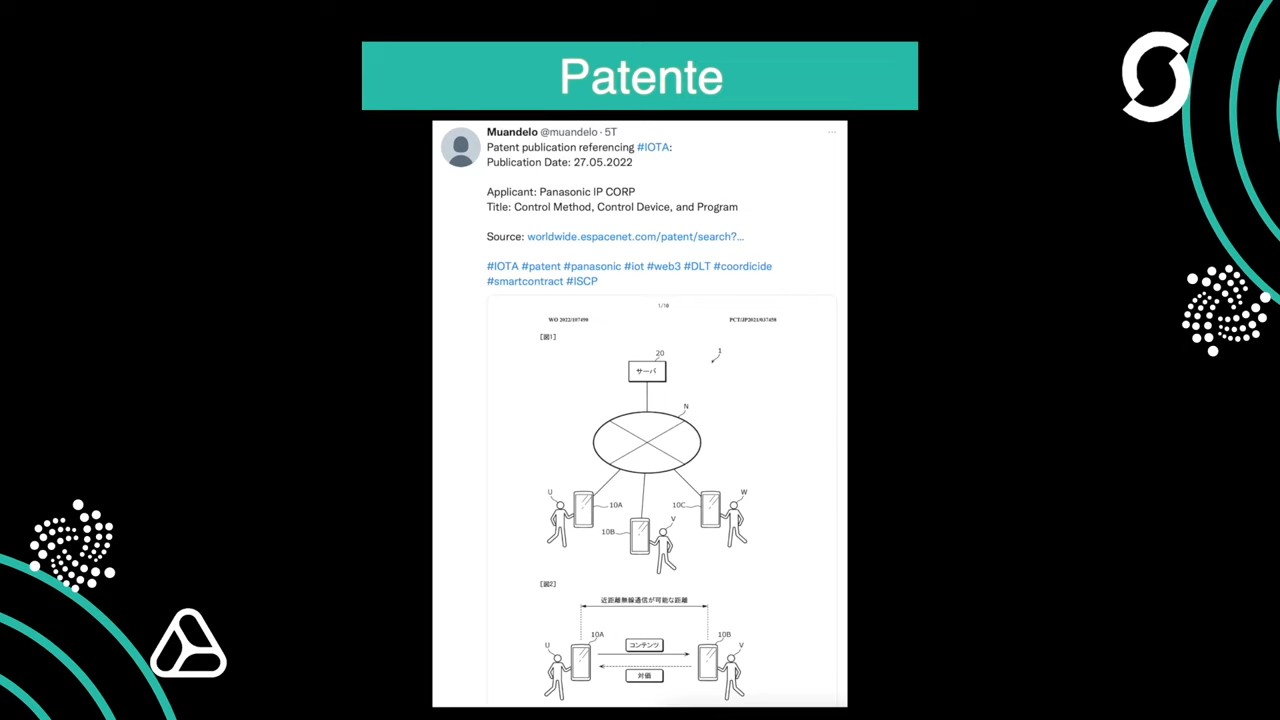 Patente
Muandelo @muandelo · 5T
Patent publication referencing #IOTA:
Publication Date: 27.05.2022
Applicant: Panasonic IP CORP
Title: Control Method, Control Device, and Program
Source: worldwide.espacenet.com/patent/search?...
#IOTA #patent #panasonic #iot #web3 #DLT #coordicide
#smartcontract #ISCP
1/18
WO 2022/107490
PCT/JP2021/037458
[図1]
20
1
サーバ
N
U
10A
10C
W
10B
V
[図2]
近距離無線通信が可能な距離
10A
10B
U
コンテンツ
V
対価